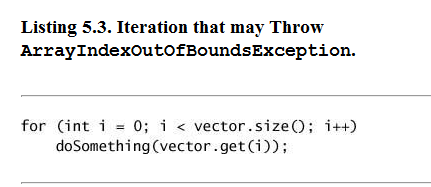 Listing 5.3. Iteration that may Throw
ArrayIndexOutOfBoundsException.
for (int i = 0; i < vector.size(); i++)
    doSomething(vector.get(i));